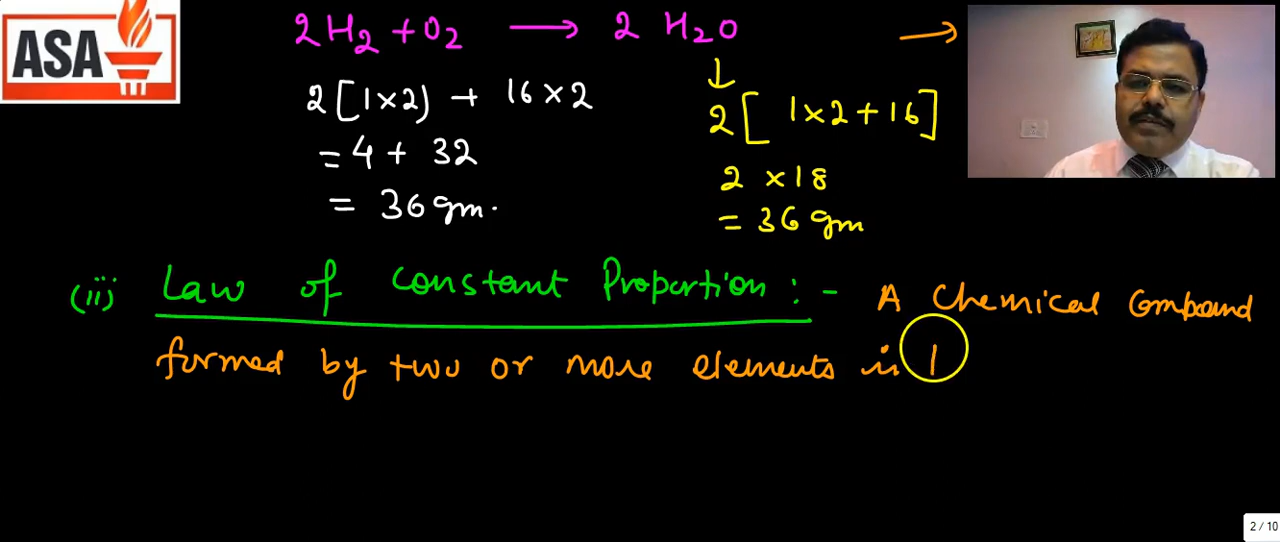 ASA
2H₂ + O₂ ⟶ 2 H₂O →
2[1×2) + 16×2
= 4 + 32
= 36 gm.
↓
2[ 1×2+16]
2 ×18
= 36 gm
(ii) Law of constant Proportion : - A Chemical Compound
formed by two or more elements in
2 / 10